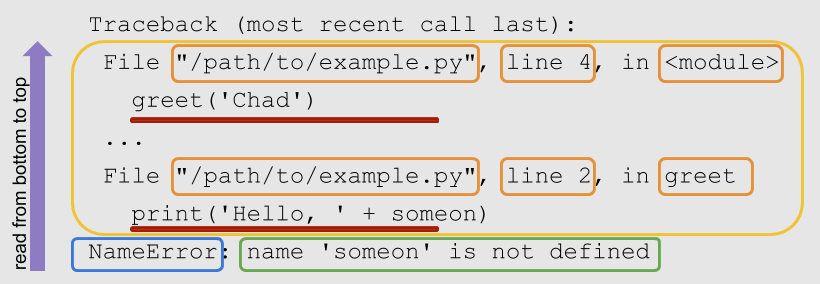 Traceback (most recent call last):
File "/path/to/example.py", line 4, in <module>
greet('Chad')
...
File "/path/to/example.py", line 2, in greet
print('Hello, ' + someon)
NameError: name 'someon' is not defined
read from bottom to top